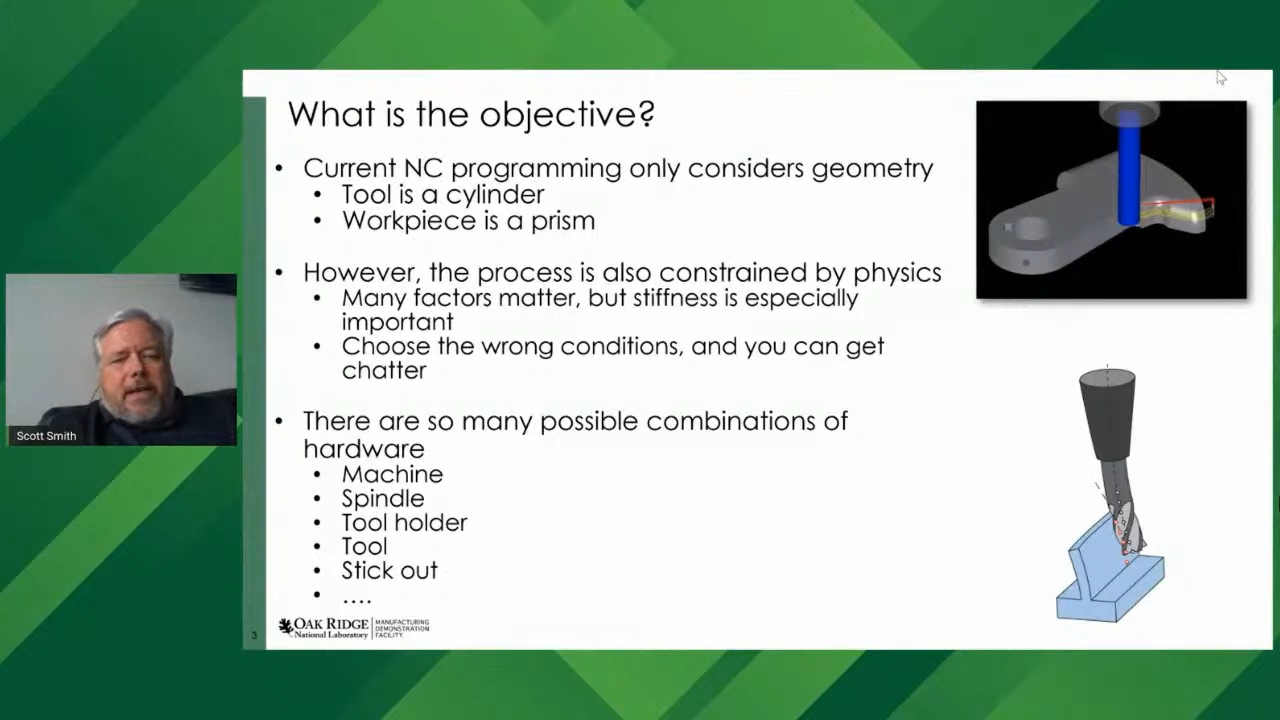 What is the objective?
• Current NC programming only considers geometry
• Tool is a cylinder
• Workpiece is a prism
• However, the process is also constrained by physics
• Many factors matter, but stiffness is especially
important
• Choose the wrong conditions, and you can get
chatter
• There are so many possible combinations of
hardware
• Machine
• Spindle
• Tool holder
• Tool
• Stick out
• ....
Scott Smith
3
OAK RIDGE
National Laboratory
MANUFACTURING
DEMONSTRATION
FACILITY